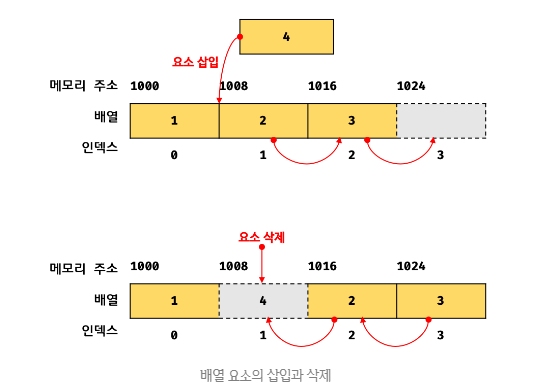 4
요소 삽입
메모리 주소 1000 1008 1016 1024
배열 1 2 3
인덱스 0 1 2 3
요소 삭제
메모리 주소 1000 1008 1016 1024
배열 1 4 2 3
인덱스 0 1 2 3
배열 요소의 삽입과 삭제